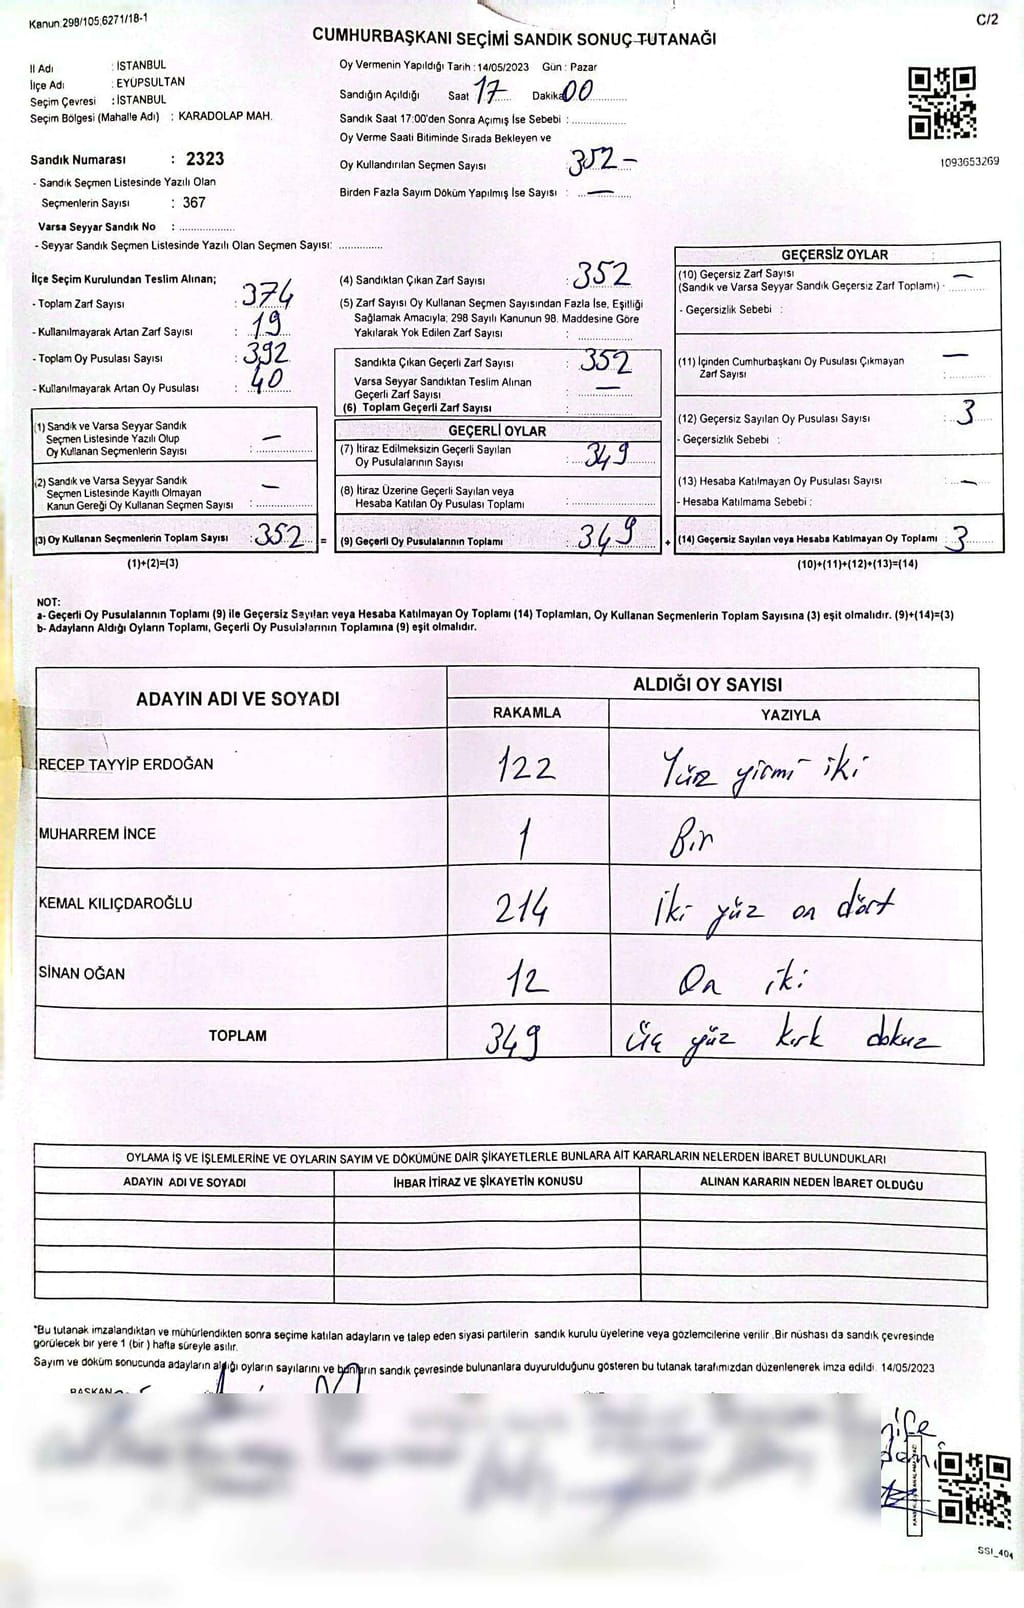 Kanun.298/105,6271/18-1
C/2
CUMHURBAŞKANI SEÇİMİ SANDIK SONUÇ TUTANAĞI
İl Adı : İSTANBUL
İlçe Adı : EYÜPSULTAN
Seçim Çevresi : İSTANBUL
Seçim Bölgesi (Mahalle Adı) : KARADOLAP MAH.
Sandık Numarası : 2323
- Sandık Seçmen Listesinde Yazılı Olan
Seçmenlerin Sayısı : 367
Varsa Seyyar Sandık No : ....................
- Seyyar Sandık Seçmen Listesinde Yazılı Olan Seçmen Sayısı: ...............
Oy Vermenin Yapıldığı Tarih : 14/05/2023 Gün : Pazar
Sandığın Açıldığı Saat 17 Dakika 00
Sandık Saat 17:00'den Sonra Açımış İse Sebebi : ....................
Oy Verme Saati Bitiminde Sırada Bekleyen ve
Oy Kullandırılan Seçmen Sayısı 352 -
Birden Fazla Sayım Döküm Yapılmış İse Sayısı : —
1093653269
İlçe Seçim Kurulundan Teslim Alınan;
- Toplam Zarf Sayısı : 374
- Kullanılmayarak Artan Zarf Sayısı : 19
- Toplam Oy Pusulası Sayısı : 392
- Kullanılmayarak Artan Oy Pusulası : 40
(1) Sandık ve Varsa Seyyar Sandık
Seçmen Listesinde Yazılı Olup
Oy Kullanan Seçmenlerin Sayısı : —
(2) Sandık ve Varsa Seyyar Sandık
Seçmen Listesinde Kayıtlı Olmayan
Kanun Gereği Oy Kullanan Seçmen Sayısı : —
(3) Oy Kullanan Seçmenlerin Toplam Sayısı : 352 =
(1)+(2)=(3)
(4) Sandıktan Çıkan Zarf Sayısı : 352
(5) Zarf Sayısı Oy Kullanan Seçmen Sayısından Fazla İse, Eşitliği
Sağlamak Amacıyla; 298 Sayılı Kanunun 98. Maddesine Göre
Yakılarak Yok Edilen Zarf Sayısı : ....................
Sandıkta Çıkan Geçerli Zarf Sayısı : 352
Varsa Seyyar Sandıktan Teslim Alınan
Geçerli Zarf Sayısı : —
(6) Toplam Geçerli Zarf Sayısı : ....................
GEÇERLİ OYLAR
(7) İtiraz Edilmeksizin Geçerli Sayılan
Oy Pusulalarının Sayısı : 349
(8) İtiraz Üzerine Geçerli Sayılan veya
Hesaba Katılan Oy Pusulası Toplamı : ....................
(9) Geçerli Oy Pusulalarının Toplamı : 349 +
GEÇERSİZ OYLAR
(10) Geçersiz Zarf Sayısı —
(Sandık ve Varsa Seyyar Sandık Geçersiz Zarf Toplamı) : ............
- Geçersizlik Sebebi :
(11) İçinden Cumhurbaşkanı Oy Pusulası Çıkmayan —
Zarf Sayısı : ............
(12) Geçersiz Sayılan Oy Pusulası Sayısı : 3
- Geçersizlik Sebebi :
(13) Hesaba Katılmayan Oy Pusulası Sayısı : —
- Hesaba Katılmama Sebebi :
(14) Geçersiz Sayılan veya Hesaba Katılmayan Oy Toplamı : 3
(10)+(11)+(12)+(13)=(14)
NOT:
a- Geçerli Oy Pusulalarının Toplamı (9) ile Geçersiz Sayılan veya Hesaba Katılmayan Oy Toplamı (14) Toplamları, Oy Kullanan Seçmenlerin Toplam Sayısına (3) eşit olmalıdır. (9)+(14)=(3)
b- Adayların Aldığı Oyların Toplamı, Geçerli Oy Pusulalarının Toplamına (9) eşit olmalıdır.
ADAYIN ADI VE SOYADI
ALDIĞI OY SAYISI
RAKAMLA YAZIYLA
RECEP TAYYİP ERDOĞAN 122 Yüz yirmi iki
MUHARREM İNCE 1 Bir
KEMAL KILIÇDAROĞLU 214 İki yüz on dört
SİNAN OĞAN 12 On iki
TOPLAM 349 üç yüz kırk dokuz
OYLAMA İŞ VE İŞLEMLERİNE VE OYLARIN SAYIM VE DÖKÜMÜNE DAİR ŞİKAYETLERLE BUNLARA AİT KARARLARIN NELERDEN İBARET BULUNDUKLARI
ADAYIN ADI VE SOYADI İHBAR İTİRAZ VE ŞİKAYETİN KONUSU ALINAN KARARIN NEDEN İBARET OLDUĞU
*Bu tutanak imzalandıktan ve mühürlendikten sonra seçime katılan adayların ve talep eden siyasi partilerin sandık kurulu üyelerine veya gözlemcilerine verilir .Bir nüshası da sandık çevresinde
görülecek bir yere 1 (bir ) hafta süreyle asılır.
Sayım ve döküm sonucunda adayların aldığı oyların sayılarını ve bunların sandık çevresinde bulunanlara duyurulduğunu gösteren bu tutanak tarafımızdan düzenlenerek imza edildi. 14/05/2023
BAŞKAN
SSI_404